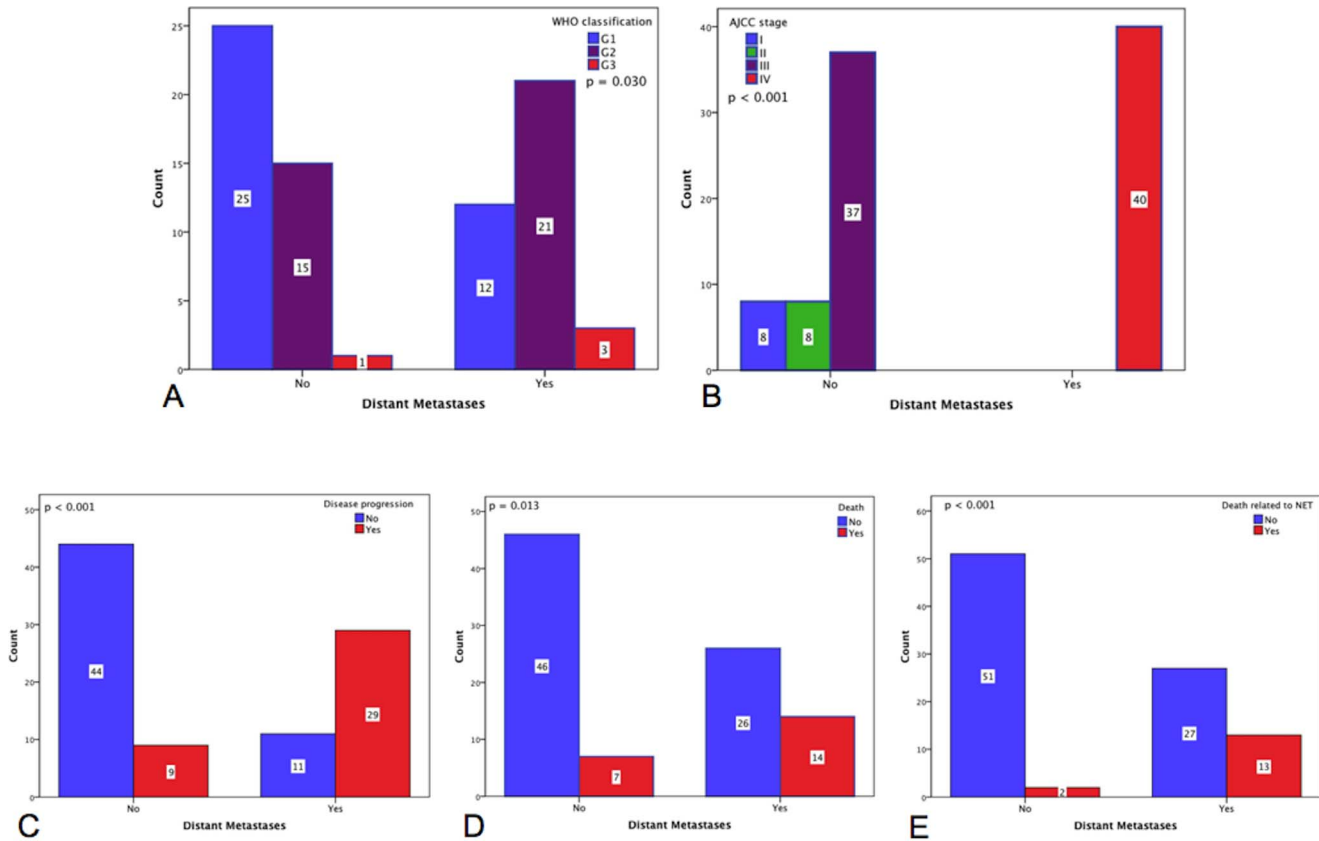 WHO classification
G1
G2
G3
p = 0.030
25
20
15
10
5
0
Count
25
15
1
12
21
3
No
Yes
Distant Metastases
A
AJCC stage
I
II
III
IV
p < 0.001
40
30
20
10
0
Count
8
8
37
40
No
Yes
Distant Metastases
B
p < 0.001
Disease progression
No
Yes
50
40
30
20
10
0
Count
44
9
11
29
No
Yes
Distant Metastases
C
p = 0.013
Death
No
Yes
50
40
30
20
10
0
Count
46
7
26
14
No
Yes
Distant Metastases
D
p < 0.001
Death related to NET
No
Yes
60
50
40
30
20
10
0
Count
51
2
27
13
No
Yes
Distant Metastases
E